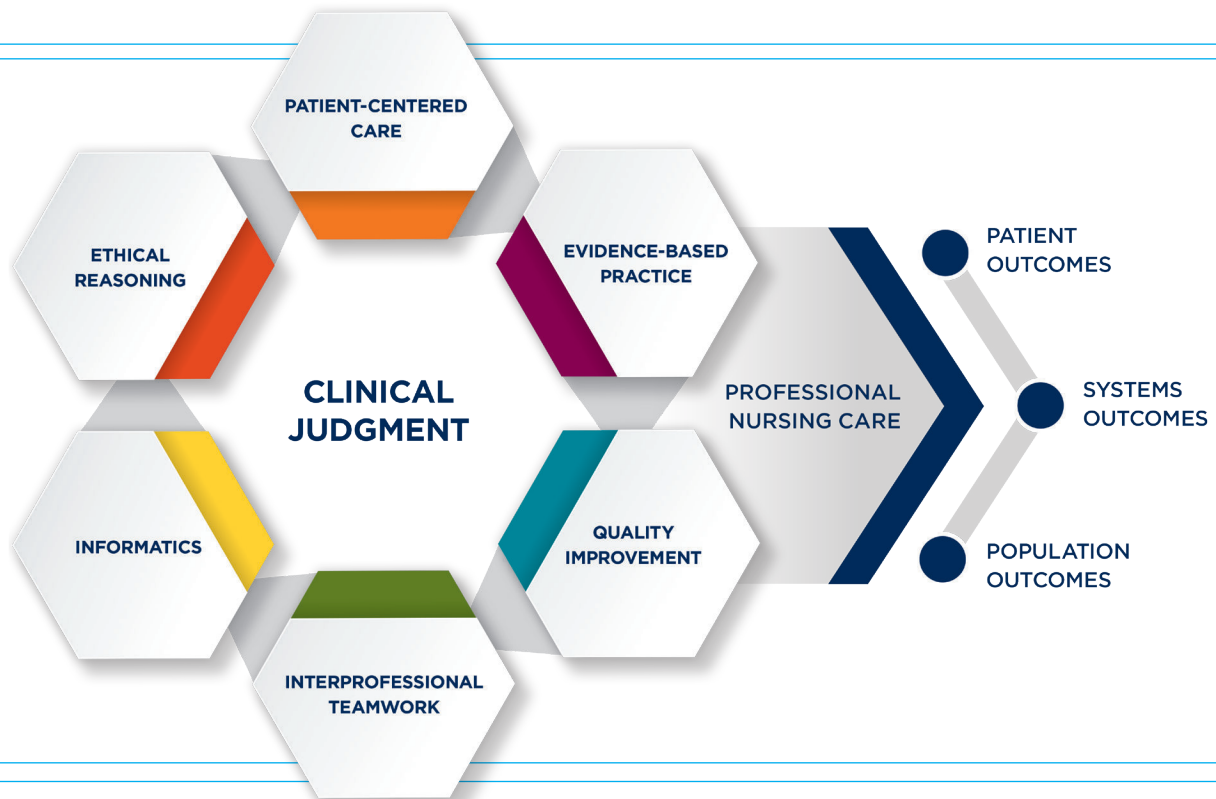 PATIENT-CENTERED
CARE
EVIDENCE-BASED
PRACTICE
ETHICAL
REASONING
CLINICAL
JUDGMENT
INFORMATICS
QUALITY
IMPROVEMENT
INTERPROFESSIONAL
TEAMWORK
PROFESSIONAL
NURSING CARE
PATIENT
OUTCOMES
SYSTEMS
OUTCOMES
POPULATION
OUTCOMES